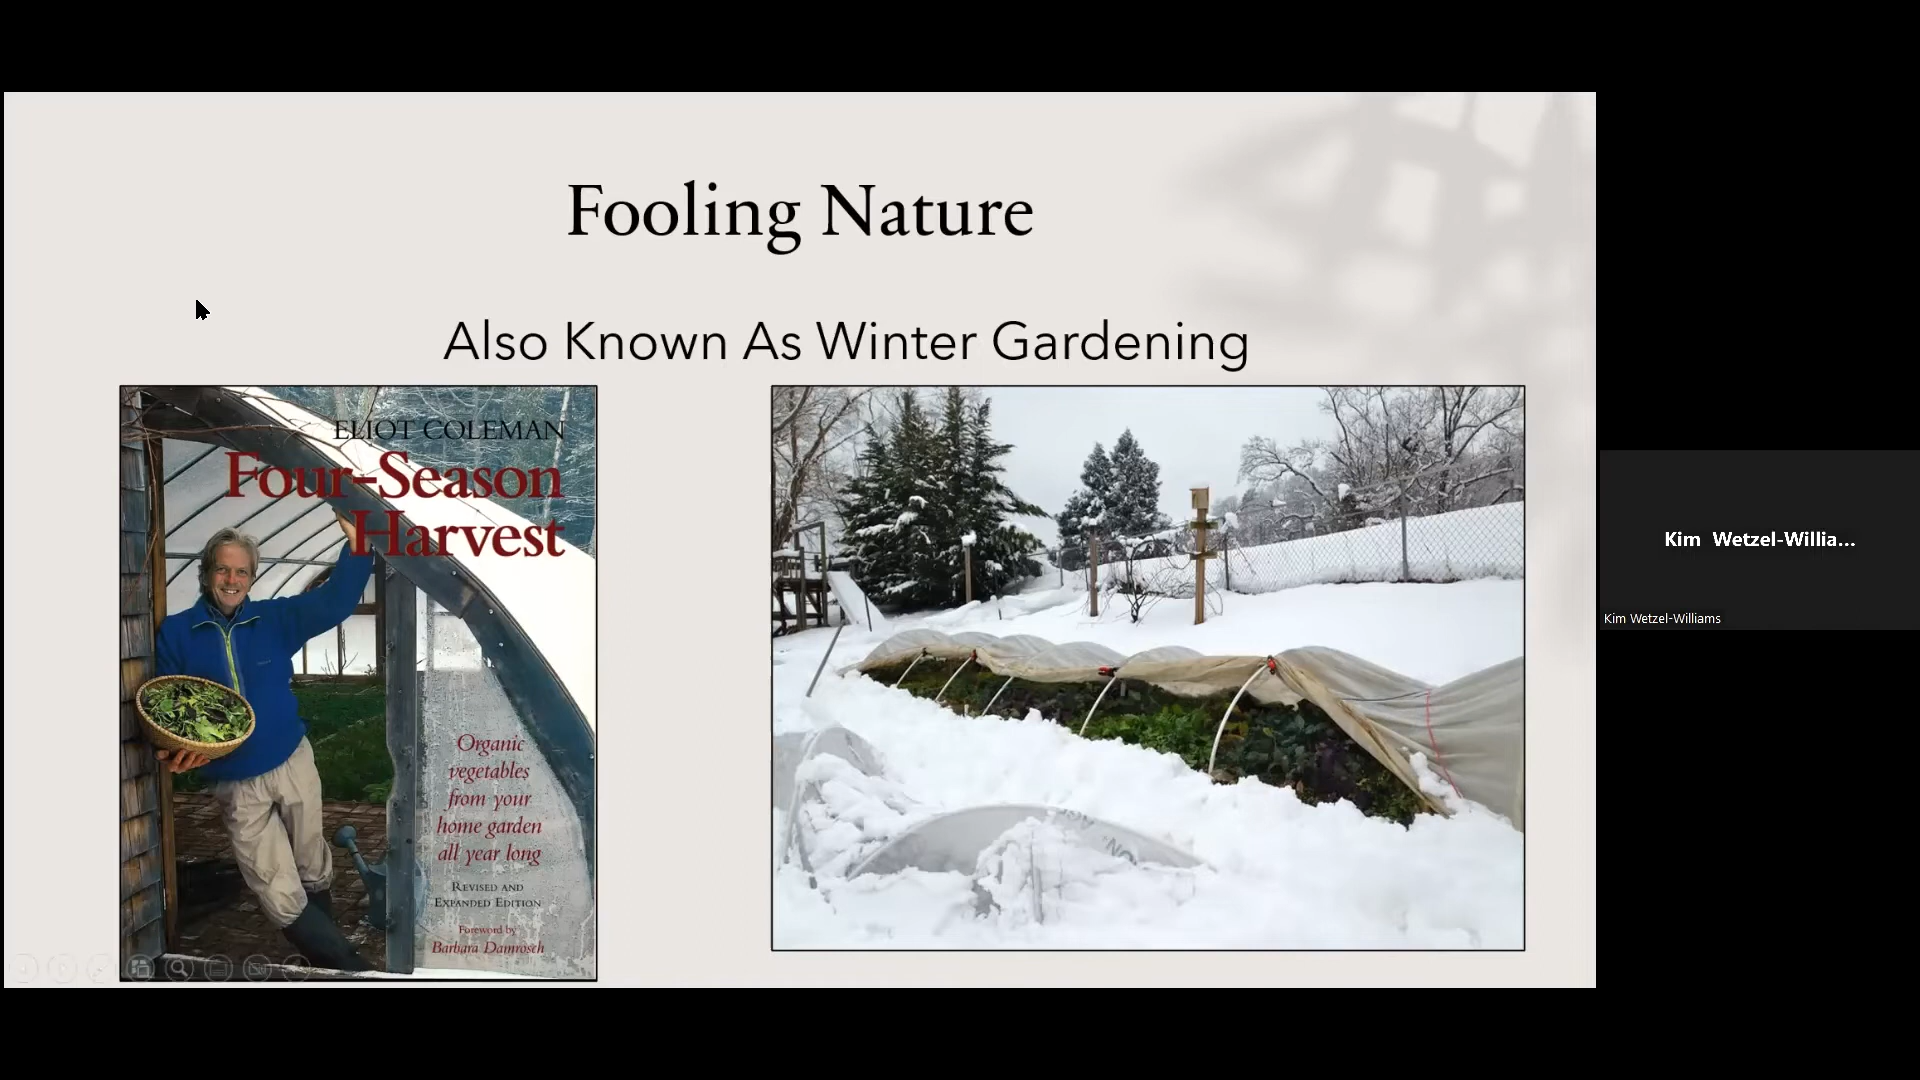 Fooling Nature
Also Known As Winter Gardening
ELIOT COLEMAN
Four-Season
Harvest
Organic
vegetables
from your
home garden
all year long
REVISED AND
EXPANDED EDITION
Foreword by
Barbara Damrosch
Kim Wetzel-Willia...
Kim Wetzel-Williams